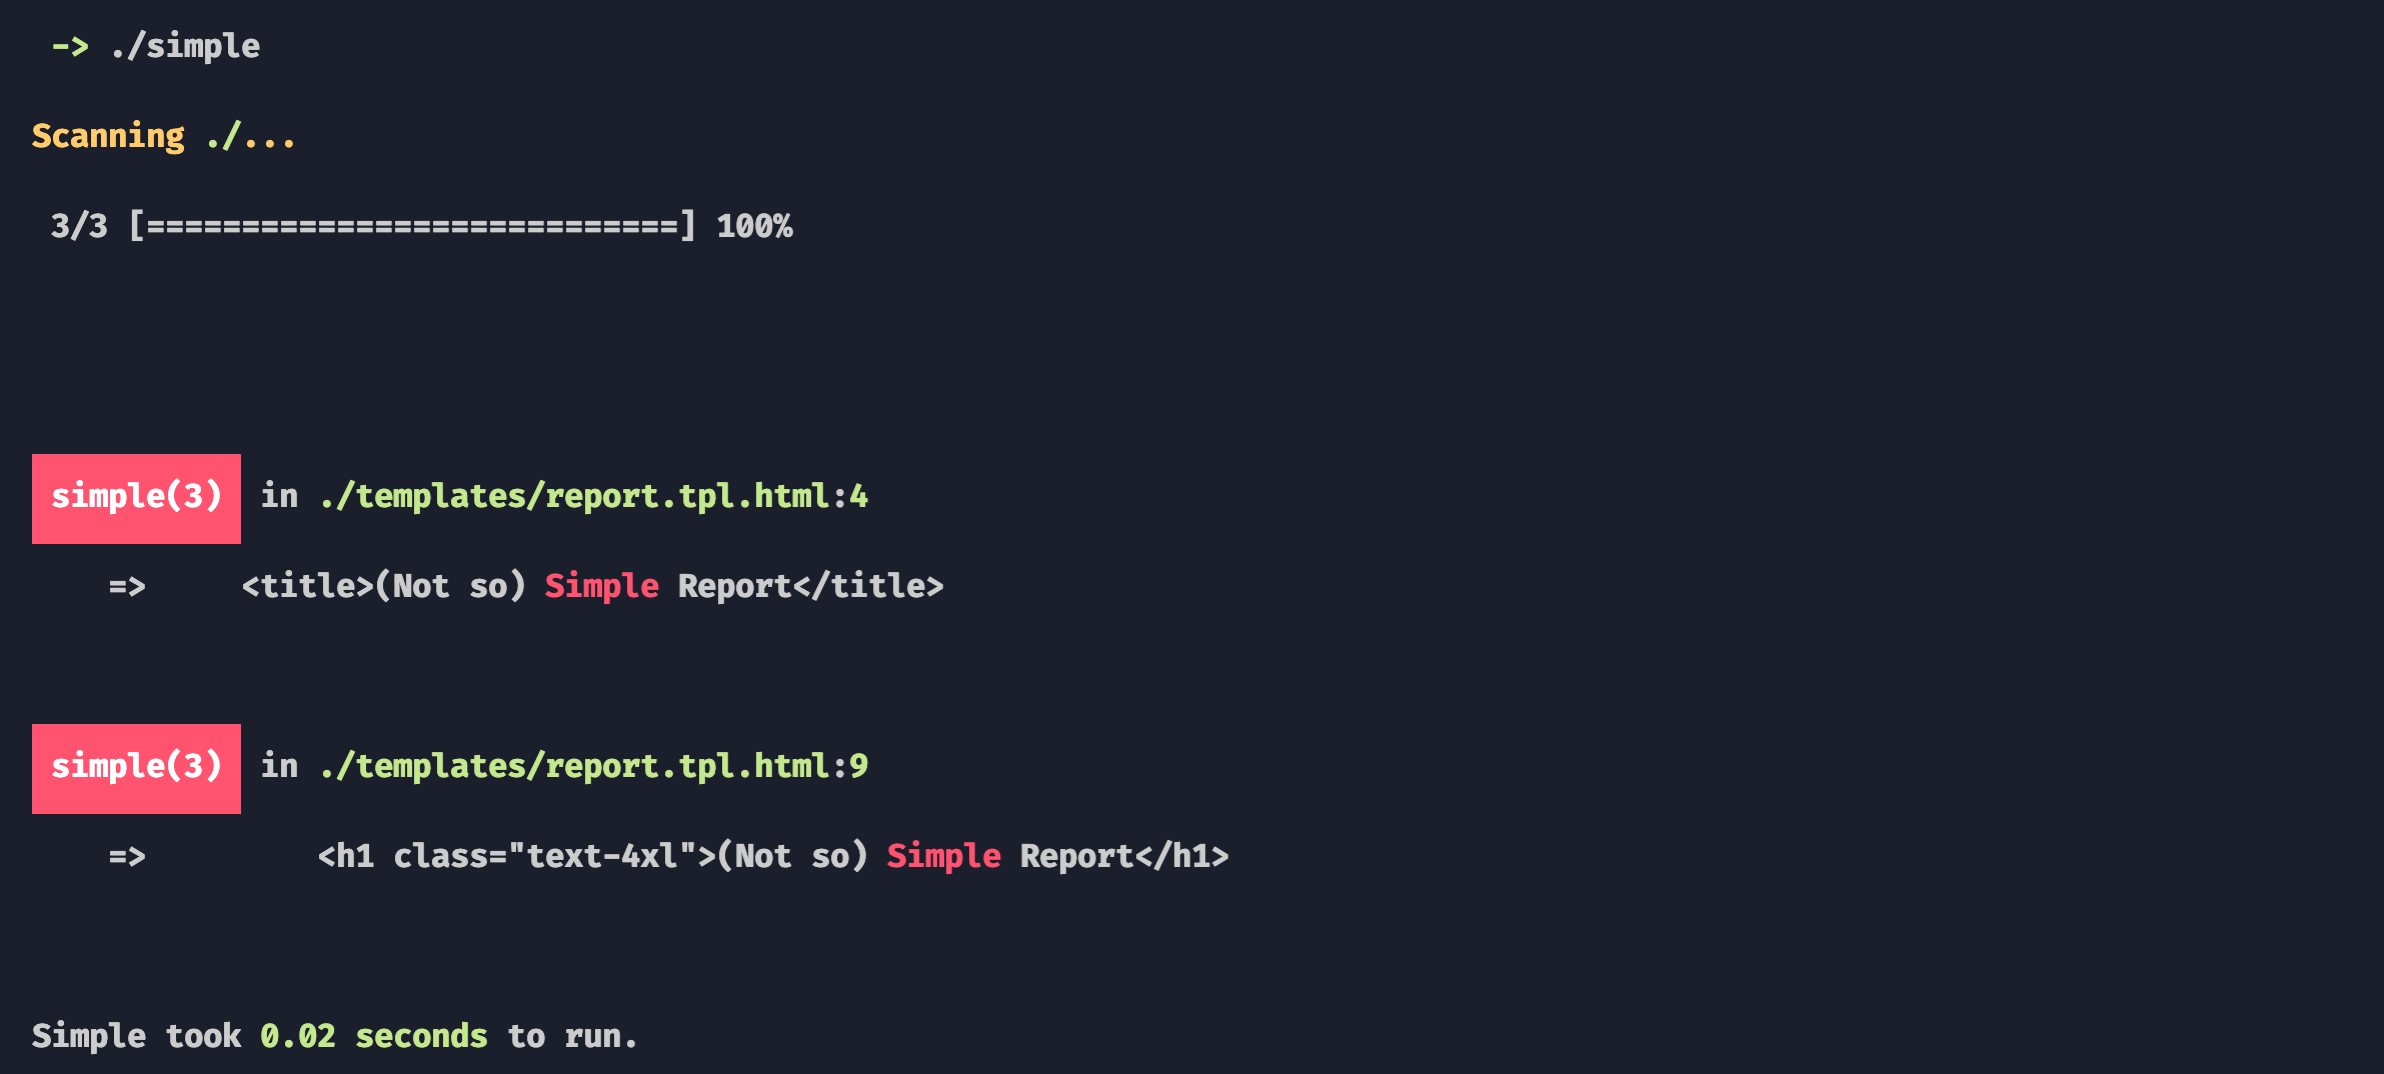 -> ./simple
Scanning ./...
3/3 [============================] 100%
simple(3) in ./templates/report.tpl.html:4
=> <title>(Not so) Simple Report</title>
simple(3) in ./templates/report.tpl.html:9
=> <h1 class="text-4xl">(Not so) Simple Report</h1>
Simple took 0.02 seconds to run.